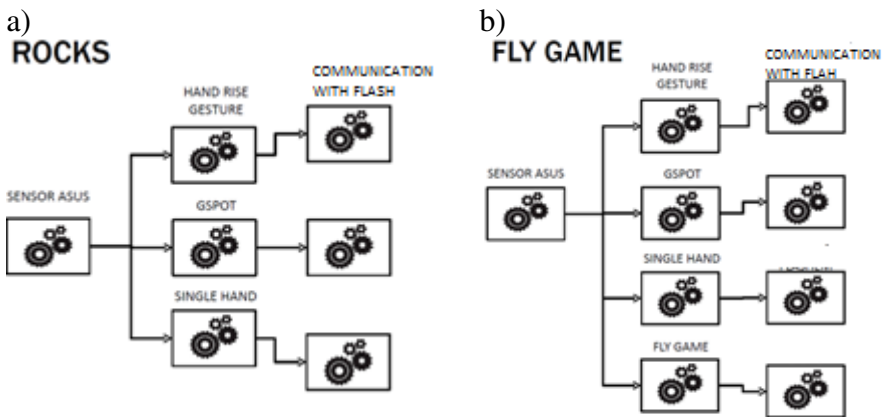 a)
ROCKS
COMMUNICATION
WITH FLASH
HAND RISE
GESTURE
SENSOR ASUS
GSPOT
SINGLE HAND
b)
FLY GAME
COMMUNICATION
WITH FLAH
HAND RISE
GESTURE
SENSOR ASUS
GSPOT
SINGLE HAND
FLY GAME